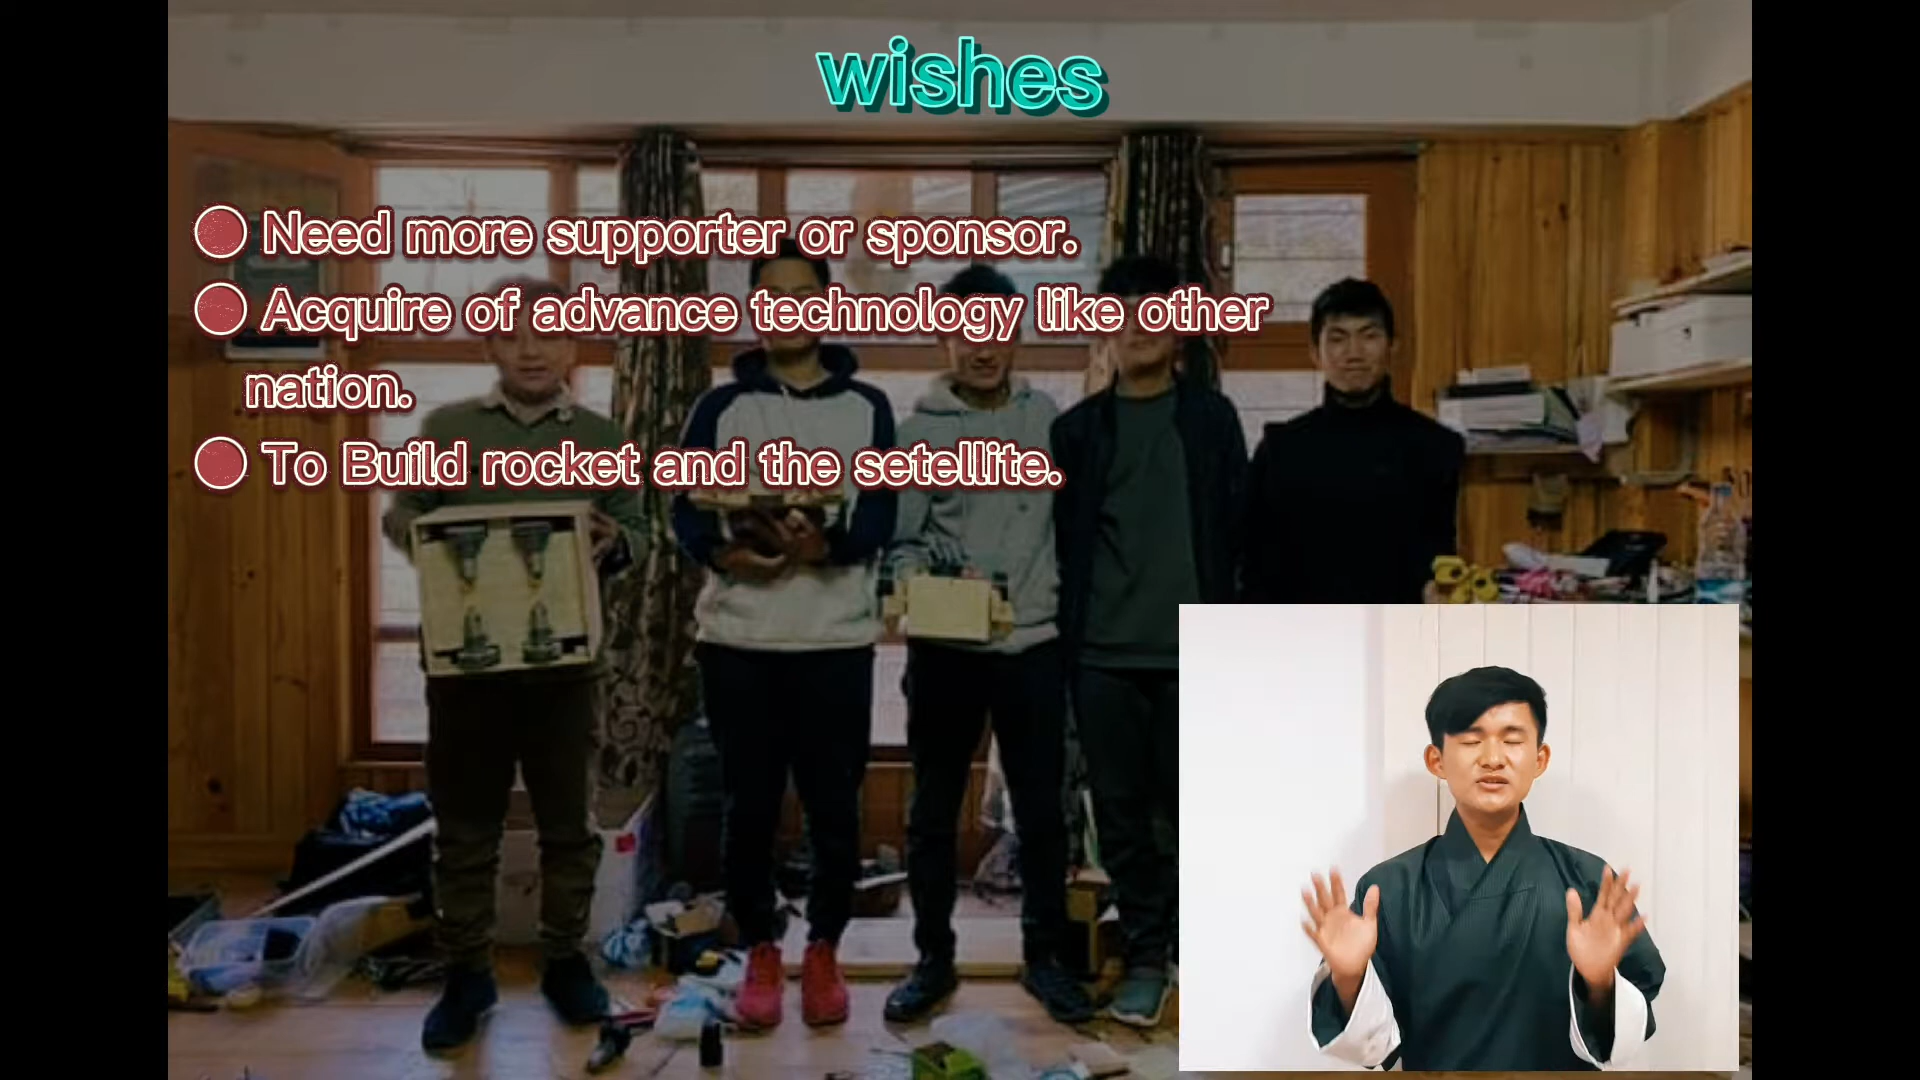 wishes
Need more supporter or sponsor.
Acquire of advance technology like other
nation.
To Build rocket and the setellite.